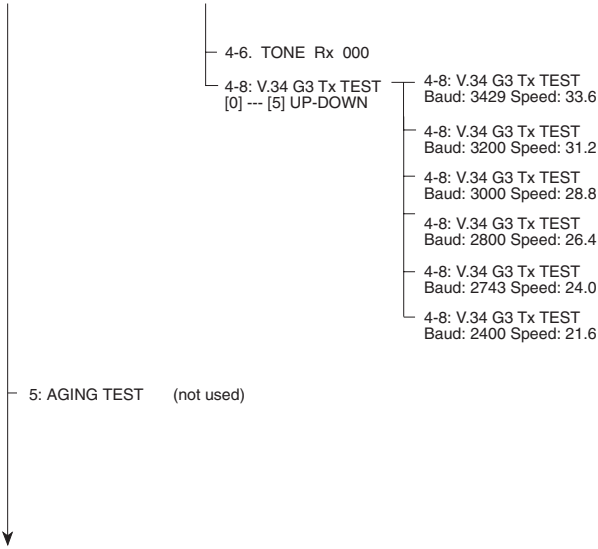 4-6. TONE Rx 000
4-8: V.34 G3 Tx TEST
[0] --- [5] UP-DOWN
4-8: V.34 G3 Tx TEST
Baud: 3429 Speed: 33.6
4-8: V.34 G3 Tx TEST
Baud: 3200 Speed: 31.2
4-8: V.34 G3 Tx TEST
Baud: 3000 Speed: 28.8
4-8: V.34 G3 Tx TEST
Baud: 2800 Speed: 26.4
4-8: V.34 G3 Tx TEST
Baud: 2743 Speed: 24.0
4-8: V.34 G3 Tx TEST
Baud: 2400 Speed: 21.6
5: AGING TEST (not used)